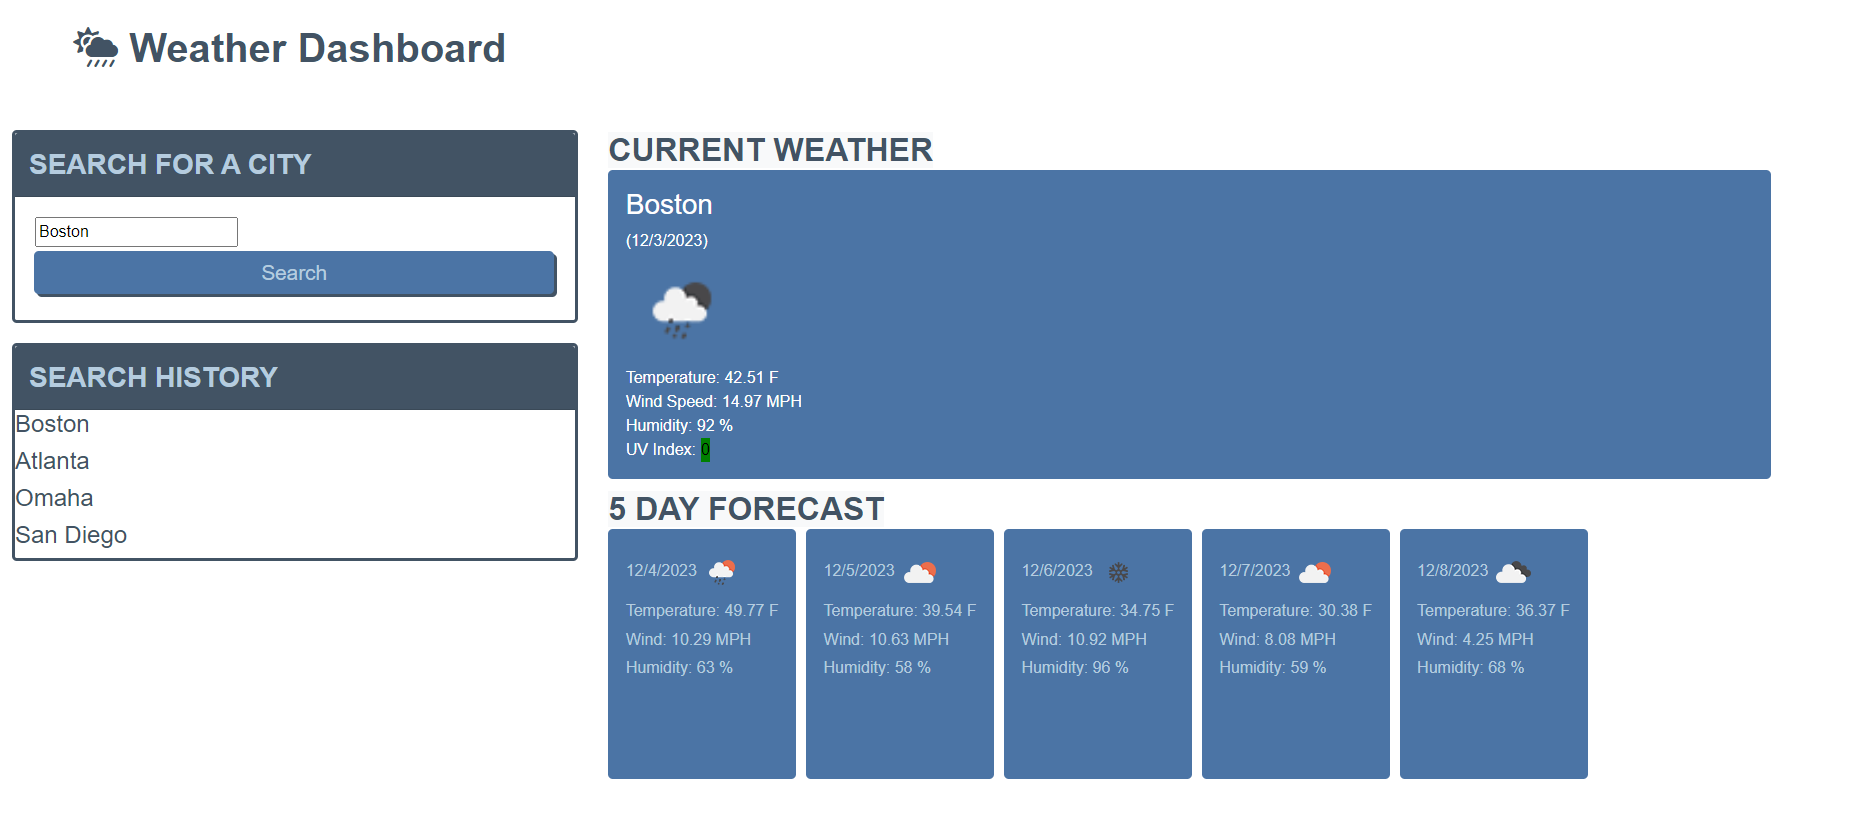 Weather Dashboard
SEARCH FOR A CITY
Boston
Search
SEARCH HISTORY
Boston
Atlanta
Omaha
San Diego
CURRENT WEATHER
Boston
(12/3/2023)
Temperature: 42.51 F
Wind Speed: 14.97 MPH
Humidity: 92 %
UV Index: 0
5 DAY FORECAST
12/4/2023
Temperature: 49.77 F
Wind: 10.29 MPH
Humidity: 63 %
12/5/2023
Temperature: 39.54 F
Wind: 10.63 MPH
Humidity: 58 %
12/6/2023
Temperature: 34.75 F
Wind: 10.92 MPH
Humidity: 96 %
12/7/2023
Temperature: 30.38 F
Wind: 8.08 MPH
Humidity: 59 %
12/8/2023
Temperature: 36.37 F
Wind: 4.25 MPH
Humidity: 68 %